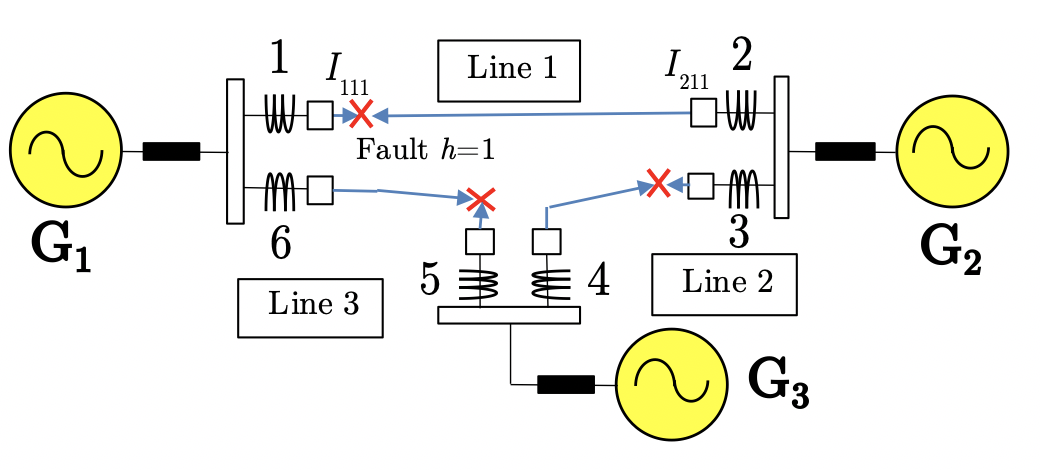 1
I₁₁₁
Line 1
I₂₁₁
2
Fault h=1
G₁
6
3
G₂
5
4
Line 3
Line 2
G₃